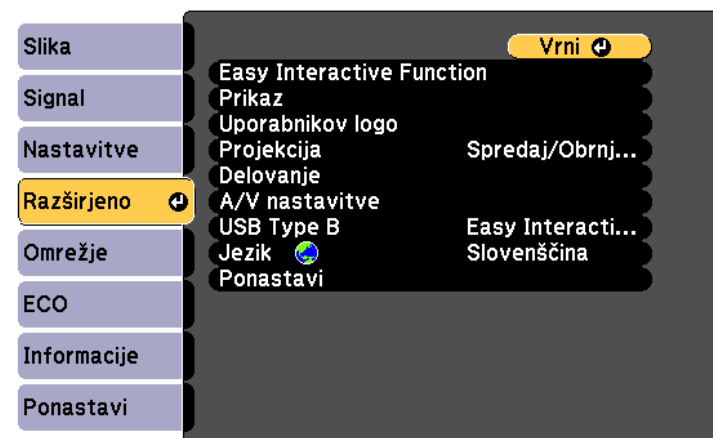 Slika
Signal
Nastavitve
Razširjeno
Omrežje
ECO
Informacije
Ponastavi
Vrni
Easy Interactive Function
Prikaz
Uporabnikov logo
Projekcija Spredaj/Obrnj...
Delovanje
A/V nastavitve
USB Type B Easy Interacti...
Jezik Slovenščina
Ponastavi